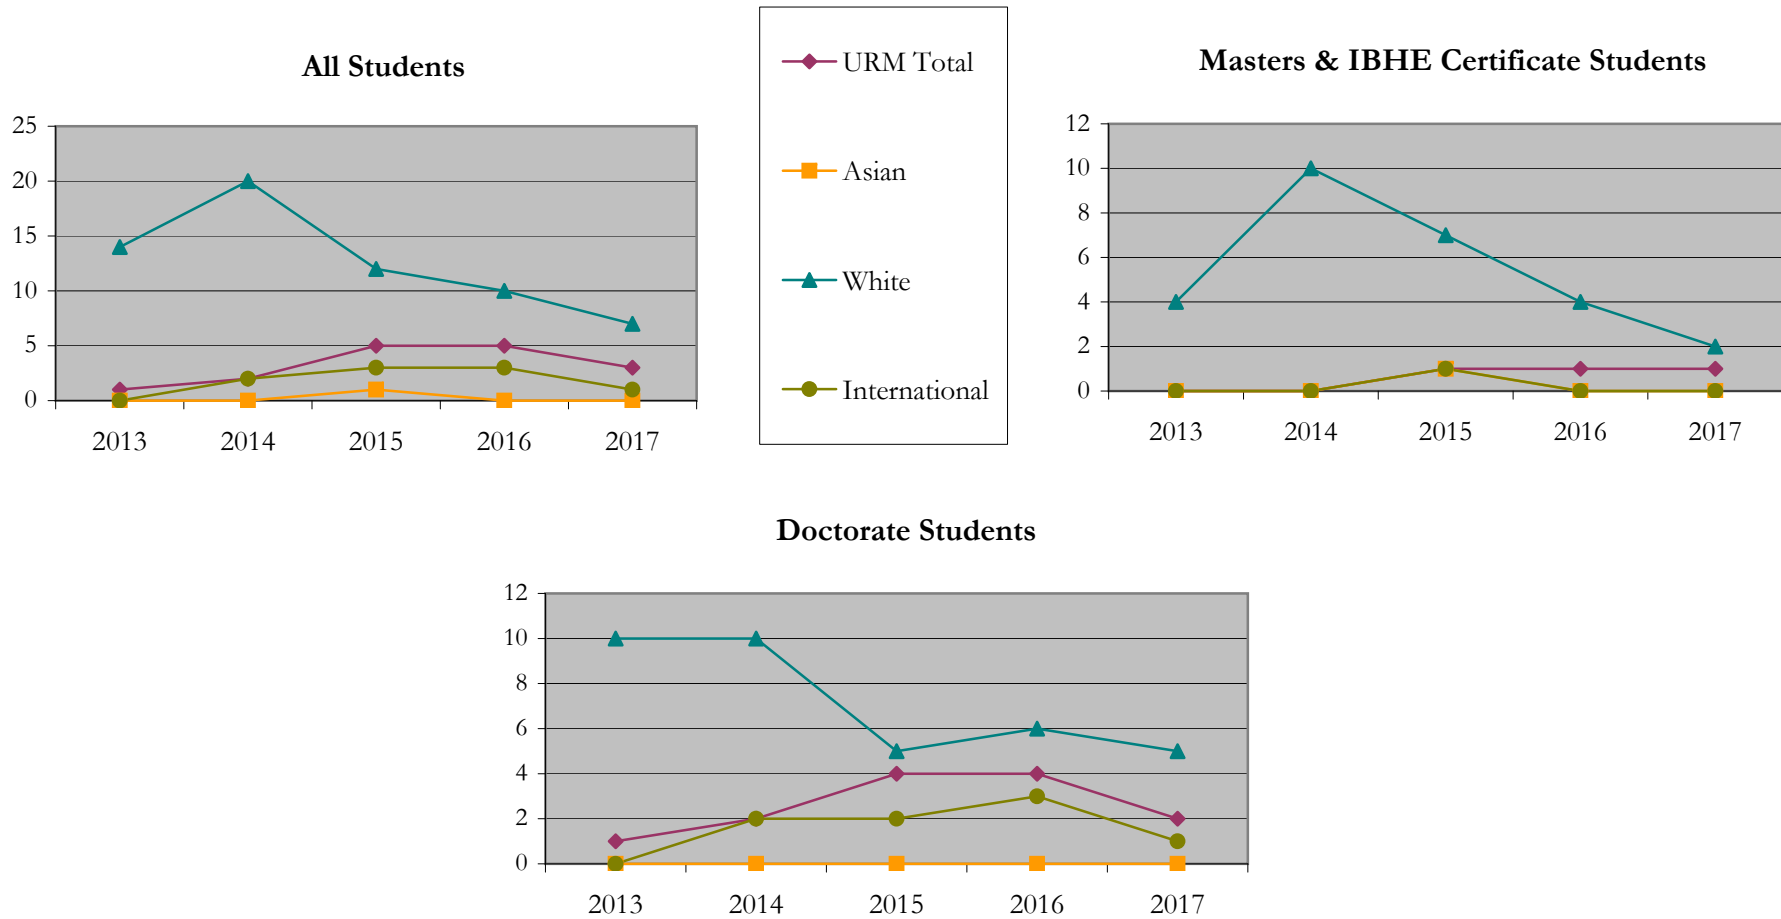 All Students
25
20
15
10
5
0
2013 2014 2015 2016 2017
URM Total
Asian
White
International
Masters & IBHE Certificate Students
12
10
8
6
4
2
0
2013 2014 2015 2016 2017
Doctorate Students
12
10
8
6
4
2
0
2013 2014 2015 2016 2017